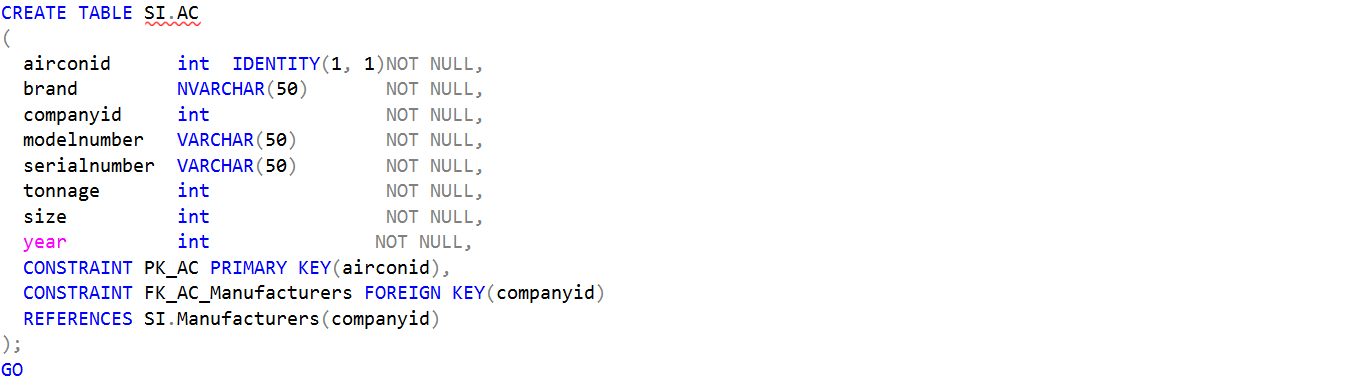 CREATE TABLE SI.AC
(
  airconid      int  IDENTITY(1, 1)NOT NULL,
  brand         NVARCHAR(50)       NOT NULL,
  companyid     int                NOT NULL,
  modelnumber   VARCHAR(50)        NOT NULL,
  serialnumber  VARCHAR(50)        NOT NULL,
  tonnage       int                NOT NULL,
  size          int                NOT NULL,
  year          int               NOT NULL,
  CONSTRAINT PK_AC PRIMARY KEY(airconid),
  CONSTRAINT FK_AC_Manufacturers FOREIGN KEY(companyid)
  REFERENCES SI.Manufacturers(companyid)
);
GO